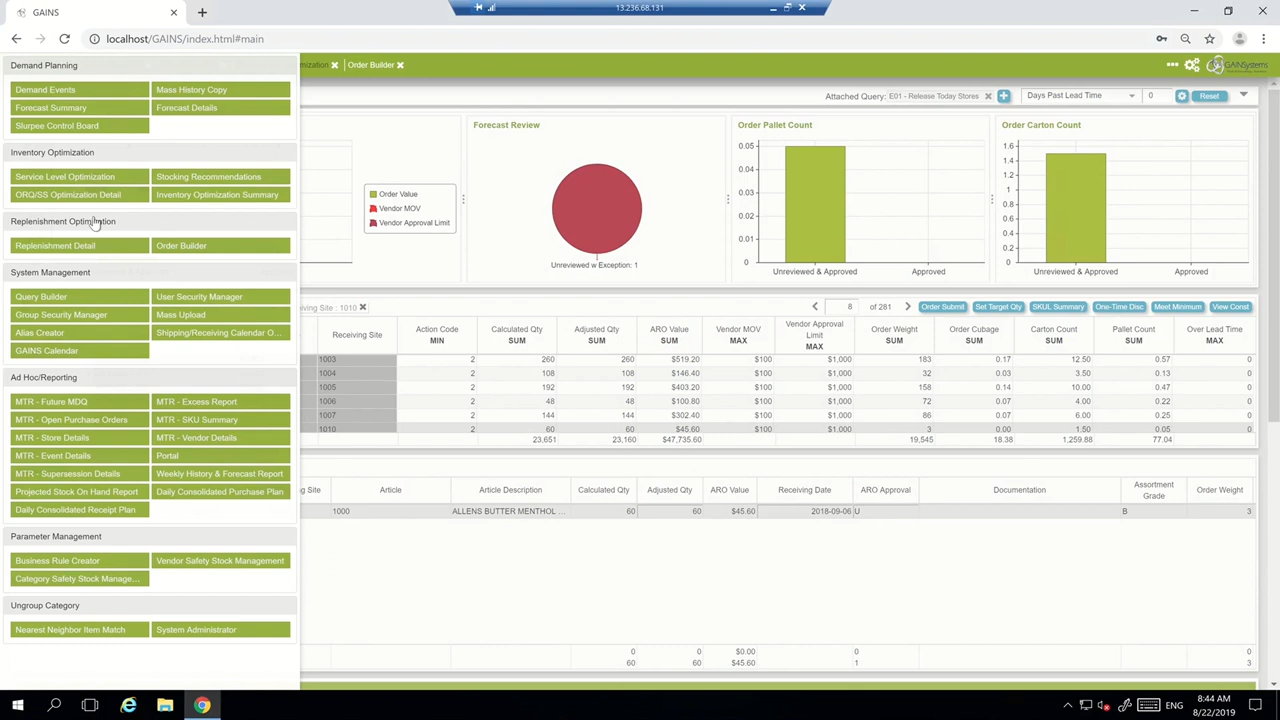 GAINS
13.236.68.131
localhost/GAINS/index.html#main
Demand Planning
Demand Events
Mass History Copy
Forecast Summary
Forecast Details
Slurpee Control Board
Inventory Optimization
Service Level Optimization
Stocking Recommendations
ORQ/SS Optimization Detail
Inventory Optimization Summary
Replenishment Optimization
Replenishment Detail
Order Builder
System Management
Query Builder
User Security Manager
Group Security Manager
Mass Upload
Alias Creator
Shipping/Receiving Calendar O...
GAINS Calendar
Ad Hoc/Reporting
MTR - Future MDQ
MTR - Excess Report
MTR - Open Purchase Orders
MTR - SKU Summary
MTR - Store Details
MTR - Vendor Details
MTR - Event Details
Portal
MTR - Supersession Details
Weekly History & Forecast Report
Projected Stock On Hand Report
Daily Consolidated Purchase Plan
Daily Consolidated Receipt Plan
Parameter Management
Business Rule Creator
Vendor Safety Stock Management
Category Safety Stock Manage...
Ungroup Category
Nearest Neighbor Item Match
System Administrator
Order Builder
GAINSystems
Attached Query: E01 - Release Today Stores
Days Past Lead Time
0
Reset
Order Value
Vendor MOV
Vendor Approval Limit
Forecast Review
Unreviewed w Exception: 1
Order Pallet Count
0.05
0.04
0.03
0.02
0.01
0
Unreviewed & Approved
Approved
Order Carton Count
1.6
1.4
1.2
1
0.8
0.6
0.4
0.2
0
Unreviewed & Approved
Approved
Site : 1010
8 of 281
Order Submit
Set Target Qty
SKUL Summary
One-Time Disc
Meet Minimum
View Const
Receiving Site Action Code MIN Calculated Qty SUM Adjusted Qty SUM ARO Value SUM Vendor MOV MAX Vendor Approval Limit MAX Order Weight SUM Order Cubage SUM Carton Count SUM Pallet Count SUM Over Lead Time MAX
1003 2 260 260 $519.20 $100 $1,000 183 0.17 12.50 0.57 0
1004 2 108 108 $146.40 $100 $1,000 32 0.03 3.50 0.13 0
1005 2 192 192 $403.20 $100 $1,000 158 0.14 10.00 0.47 0
1006 2 48 48 $100.80 $100 $1,000 72 0.07 4.00 0.22 0
1007 2 144 144 $302.40 $100 $1,000 86 0.07 6.00 0.25 0
1010 2 60 60 $45.60 $100 $1,000 3 0.00 1.50 0.05 0
23,651 23,160 $47,735.60 19,545 18.38 1,259.88 77.04
Site Article Article Description Calculated Qty Adjusted Qty ARO Value Receiving Date ARO Approval Documentation Assortment Grade Order Weight
1000 ALLENS BUTTER MENTHOL ... 60 60 $45.60 2018-09-06 U B 3
0 0 $0.00 0
60 60 $45.60 1 3
ENG
8:44 AM
8/22/2019